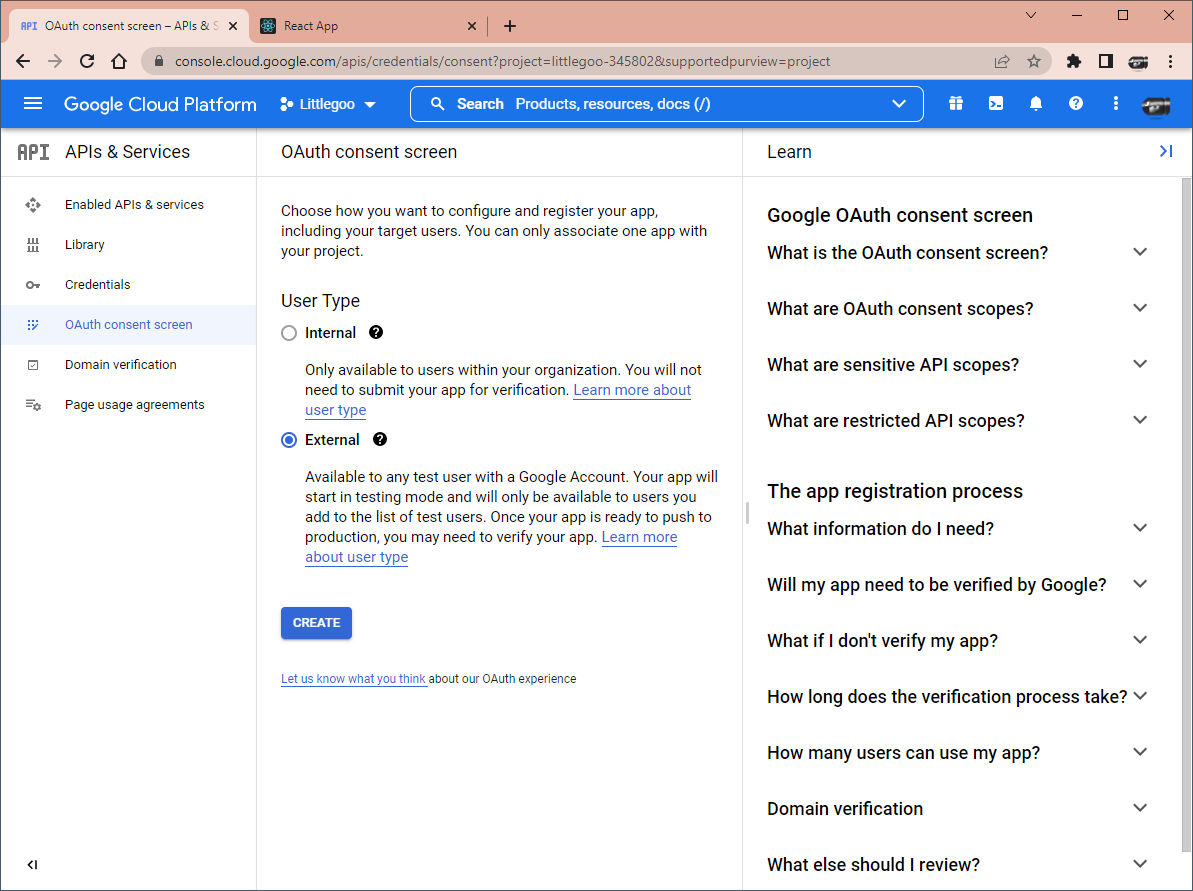 API OAuth consent screen – APIs & S
React App
console.cloud.google.com/apis/credentials/consent?project=littlegoo-345802&supportedpurview=project
Google Cloud Platform
Littlegoo
Search Products, resources, docs (/)
API APIs & Services
Enabled APIs & services
Library
Credentials
OAuth consent screen
Domain verification
Page usage agreements
OAuth consent screen
Choose how you want to configure and register your app,
including your target users. You can only associate one app with
your project.
User Type
Internal
Only available to users within your organization. You will not
need to submit your app for verification. Learn more about
user type
External
Available to any test user with a Google Account. Your app will
start in testing mode and will only be available to users you
add to the list of test users. Once your app is ready to push to
production, you may need to verify your app. Learn more
about user type
CREATE
Let us know what you think about our OAuth experience
Learn
Google OAuth consent screen
What is the OAuth consent screen?
What are OAuth consent scopes?
What are sensitive API scopes?
What are restricted API scopes?
The app registration process
What information do I need?
Will my app need to be verified by Google?
What if I don't verify my app?
How long does the verification process take?
How many users can use my app?
Domain verification
What else should I review?